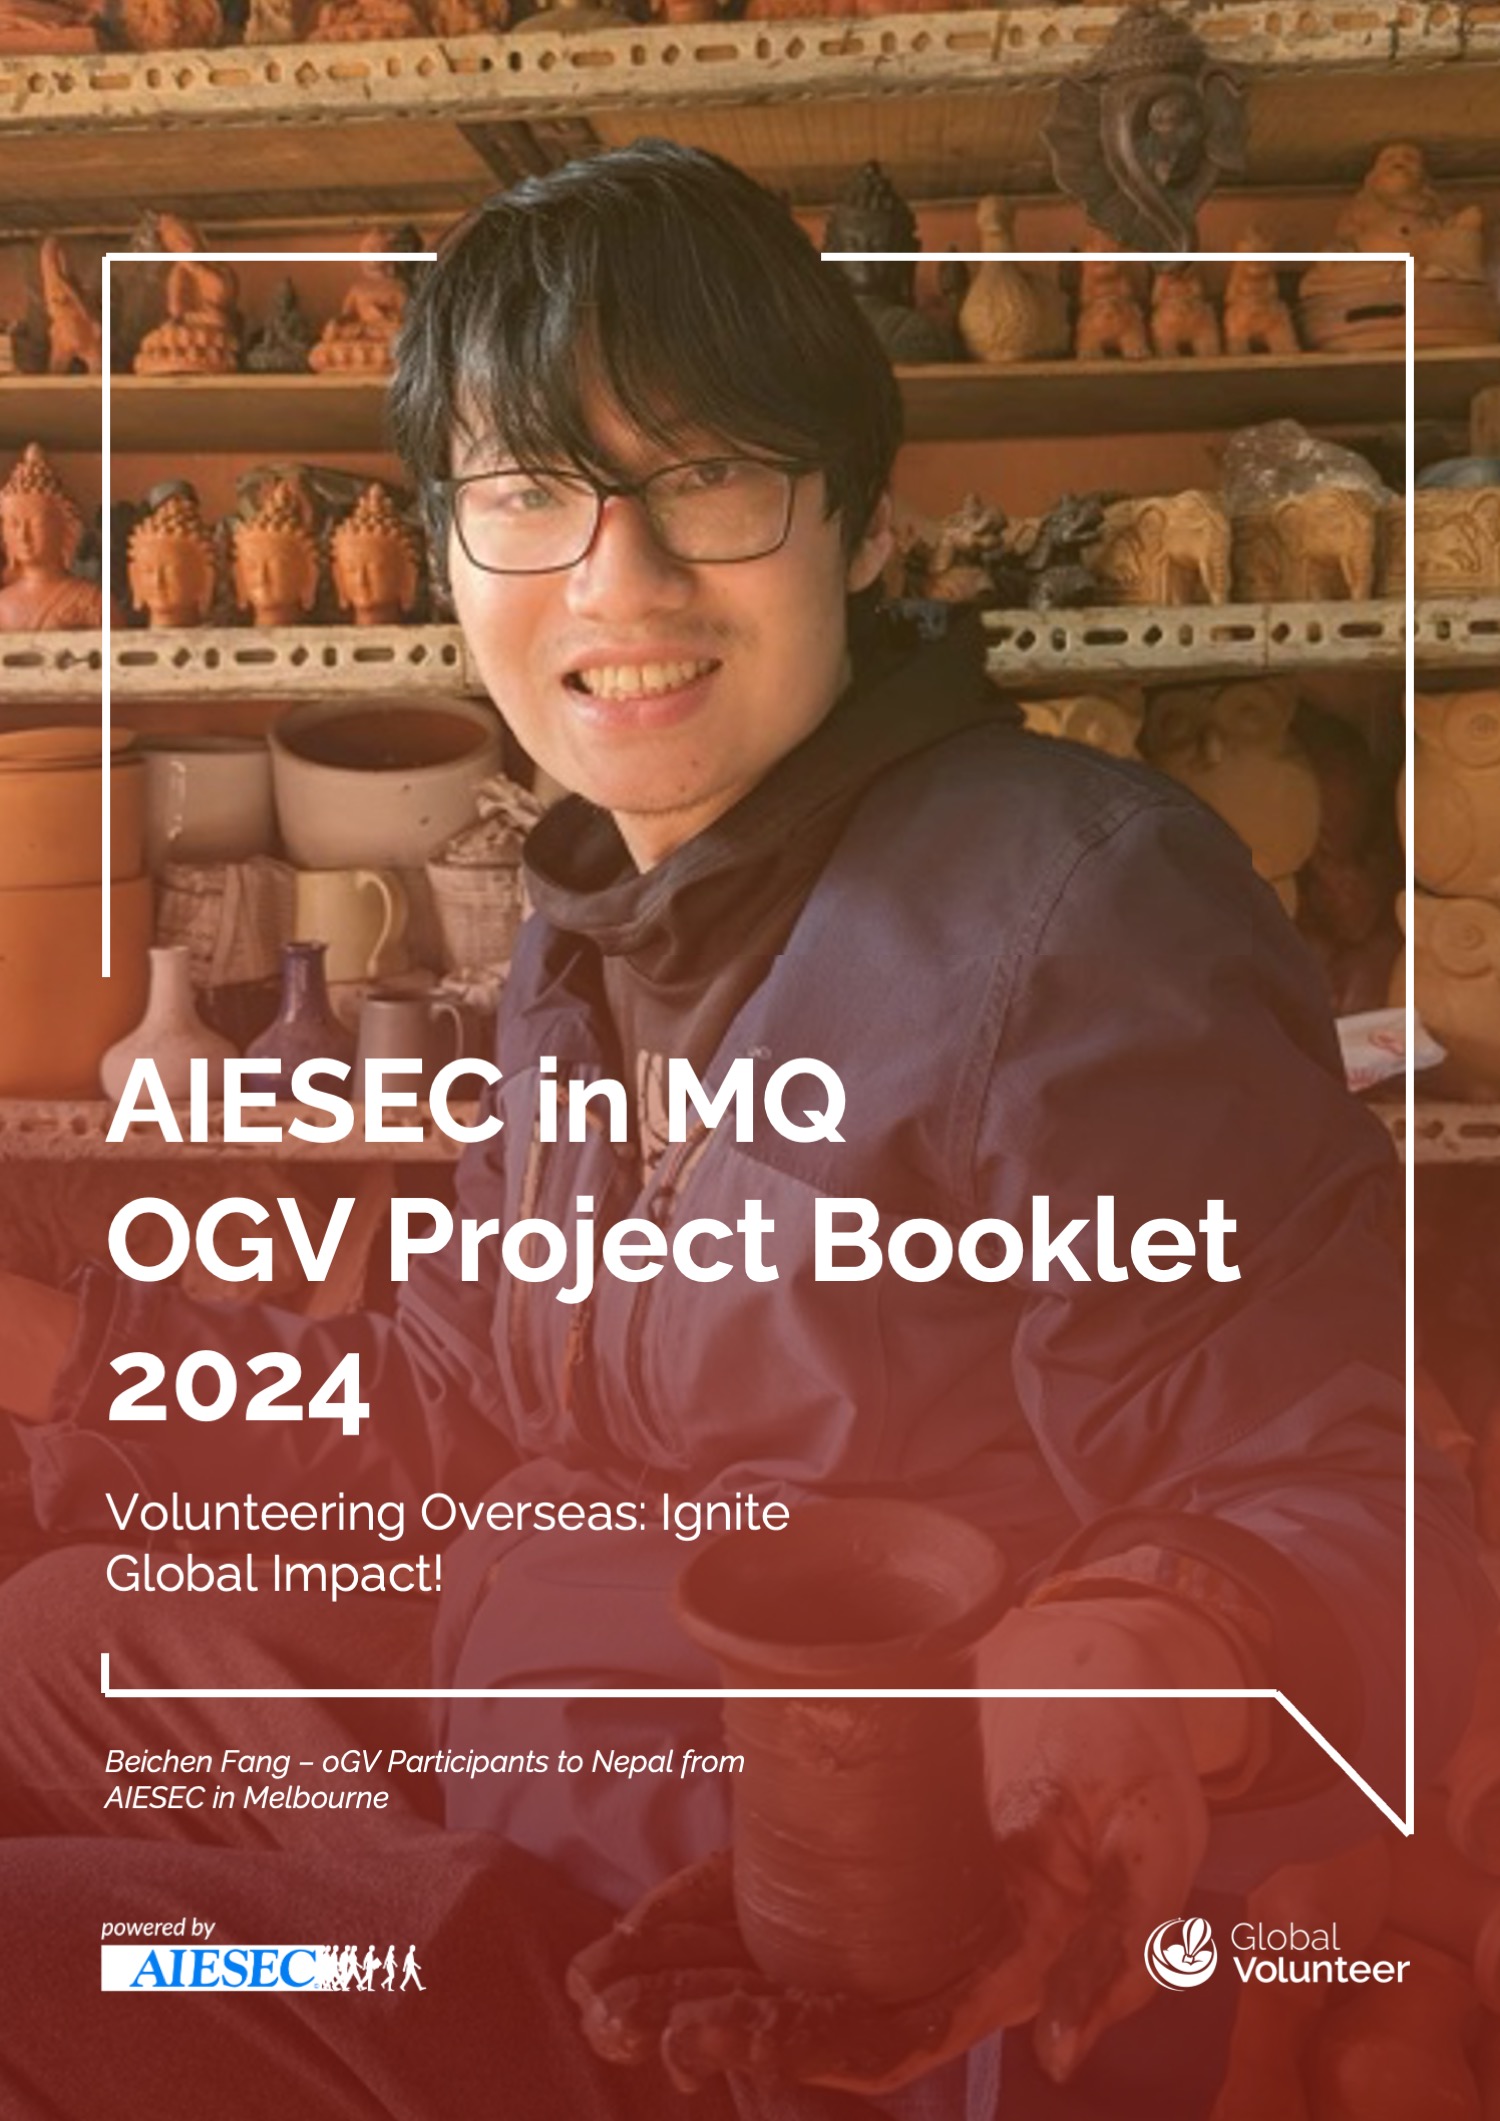 AIESEC in MQ
OGV Project Booklet
2024
Volunteering Overseas: Ignite
Global Impact!
Beichen Fang – oGV Participants to Nepal from
AIESEC in Melbourne
powered by
AIESEC
Global
Volunteer